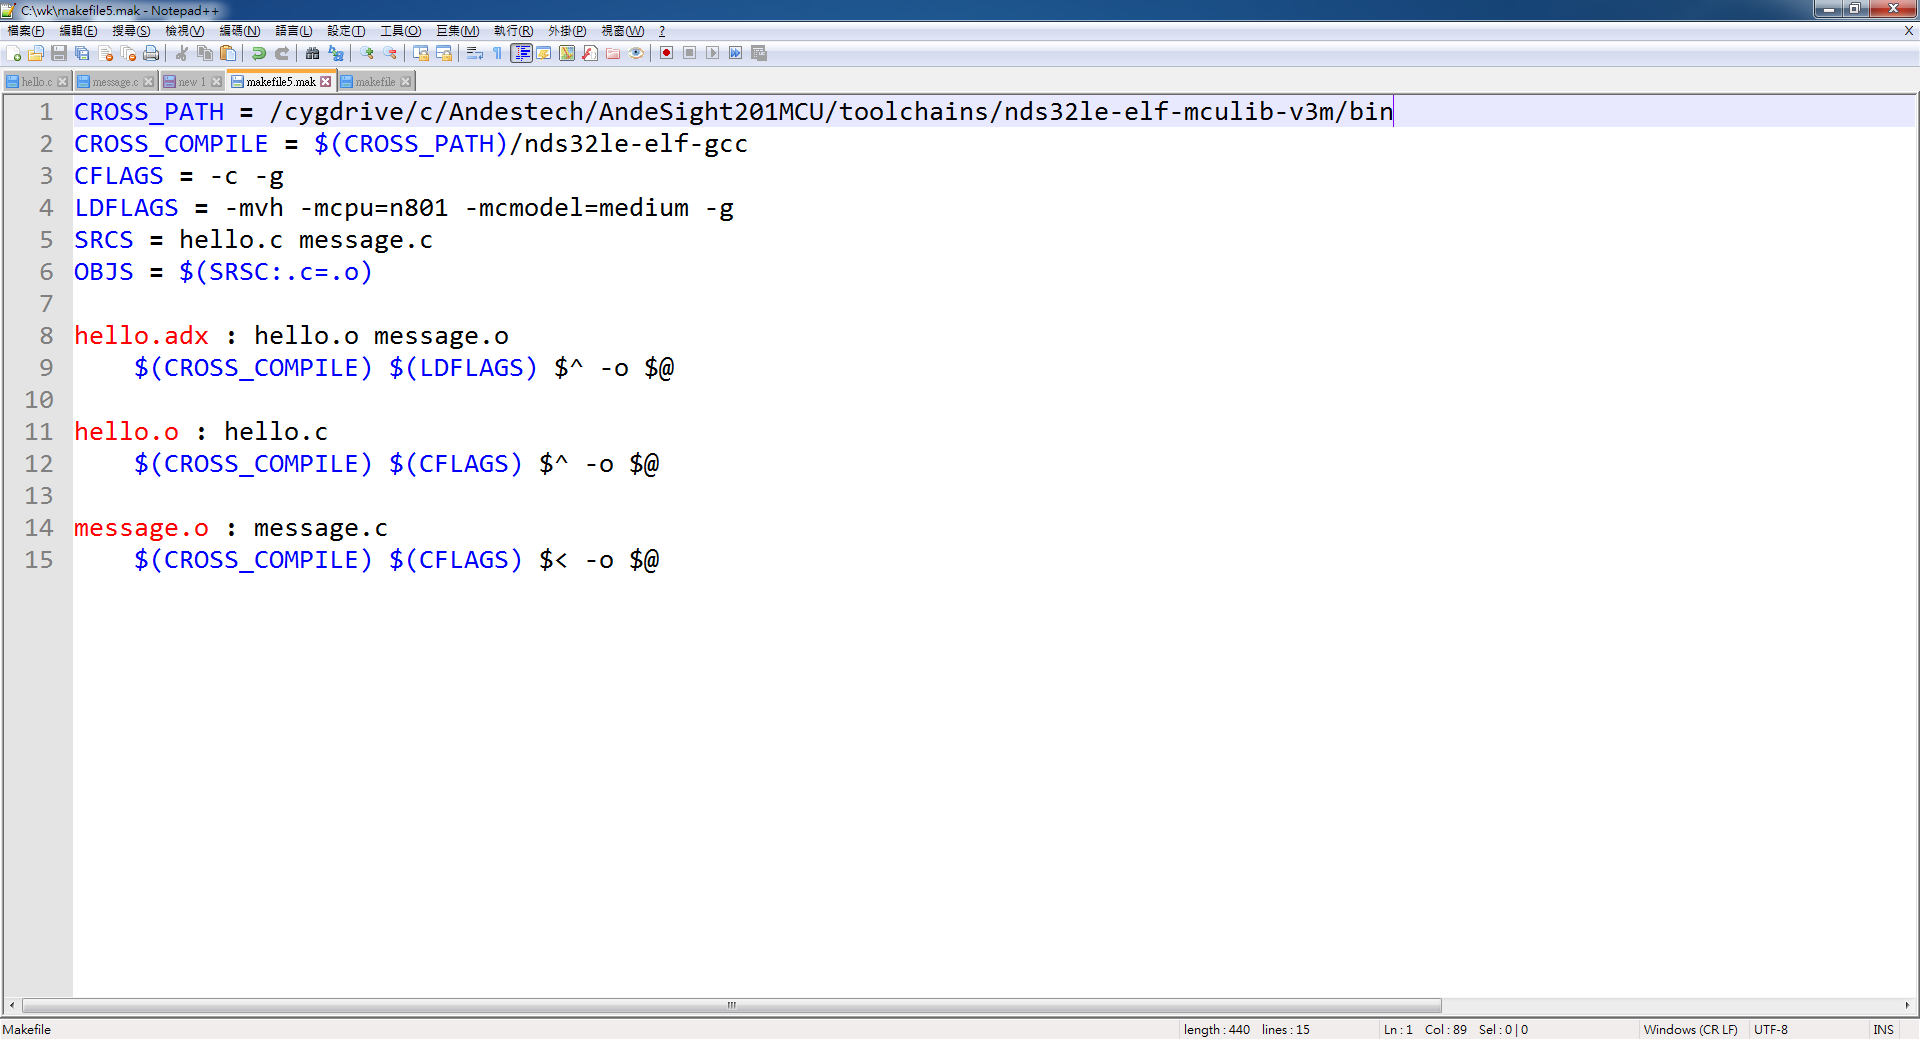 C:\wk\makefile5.mak - Notepad++
檔案(F) 編輯(E) 搜尋(S) 檢視(V) 編碼(N) 語言(L) 設定(T) 工具(O) 巨集(M) 執行(R) 外掛(P) 視窗(W) ? X
hello.c message.c new 1 makefile5.mak makefile
1 CROSS_PATH = /cygdrive/c/Andestech/AndeSight201MCU/toolchains/nds32le-elf-mculib-v3m/bin
2 CROSS_COMPILE = $(CROSS_PATH)/nds32le-elf-gcc
3 CFLAGS = -c -g
4 LDFLAGS = -mvh -mcpu=n801 -mcmodel=medium -g
5 SRCS = hello.c message.c
6 OBJS = $(SRSC:.c=.o)
7
8 hello.adx : hello.o message.o
9 $(CROSS_COMPILE) $(LDFLAGS) $^ -o $@
10
11 hello.o : hello.c
12 $(CROSS_COMPILE) $(CFLAGS) $^ -o $@
13
14 message.o : message.c
15 $(CROSS_COMPILE) $(CFLAGS) $< -o $@
Makefile length : 440 lines : 15 Ln : 1 Col : 89 Sel : 0 | 0 Windows (CR LF) UTF-8 INS